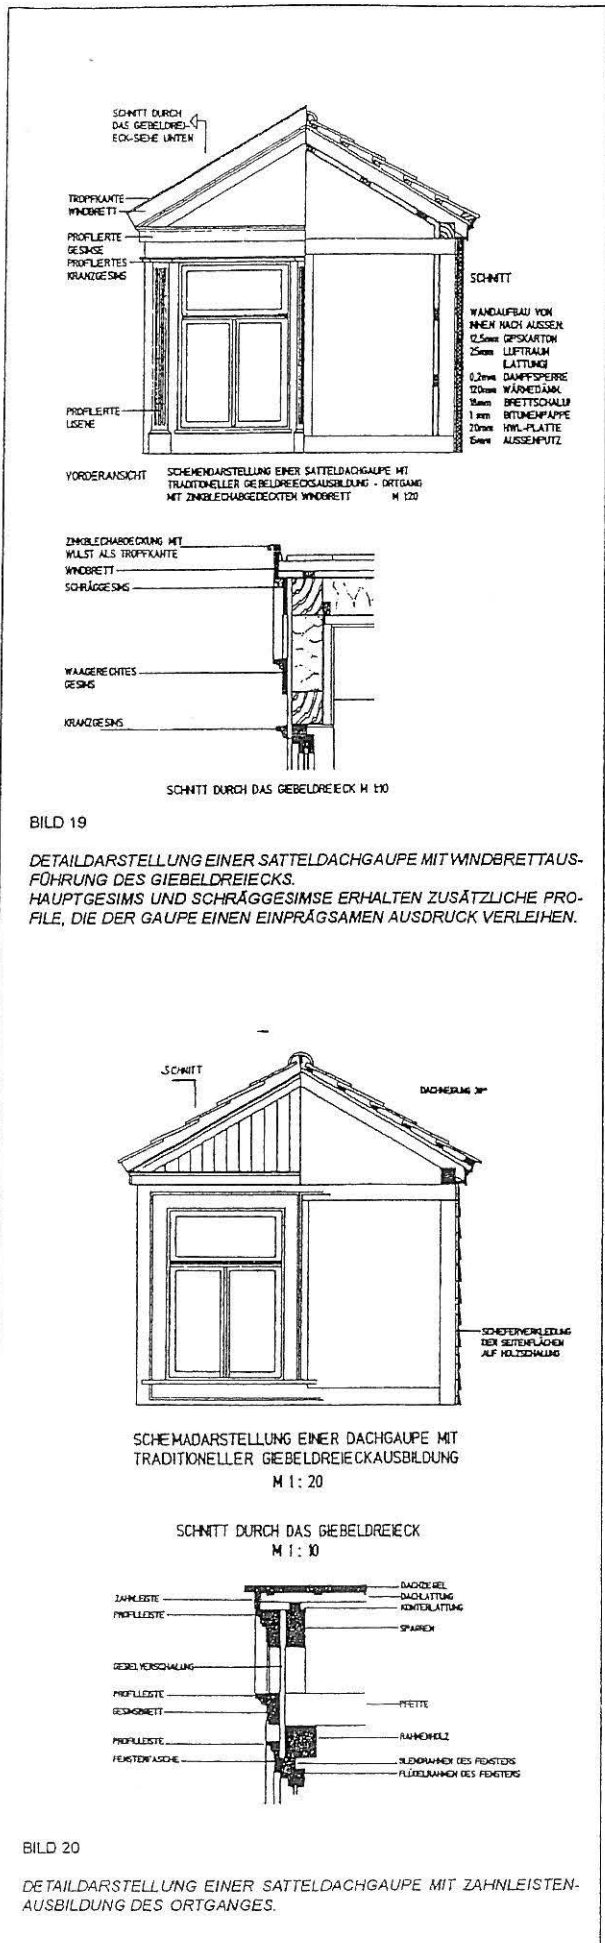 SCHNITT DURCH
DAS GIEBELDREI-
ECK-SIEHE UNTEN
TROPFKANTE
WINDBRETT
PROFILIERTE
GESIMSE
PROFILIERTES
KRANZGESIMS
PROFILIERTE
LISENE
SCHNITT
WANDAUFBAU VON
INNEN NACH AUSSEN:
12,5mm GIPSKARTON
25mm LUFTRAUM
(LATTUNG)
0,2mm DAMPFSPERRE
120mm WÄRMEDÄMM.
18mm BRETTSCHALU
1 mm BITUMENPAPPE
20mm HWL-PLATTE
15mm AUSSENPUTZ
VORDERANSICHT
SCHEMENDARSTELLUNG EINER SATTELDACHGAUPE MIT
TRADITIONELLER GIEBELDREIECKSAUSBILDUNG - ORTGANG
MIT ZINKBLECHABGEDECKTEM WINDBRETT M 1:20
ZINKBLECHABDECKUNG MIT
WULST ALS TROPFKANTE
WINDBRETT
SCHRÄGGESIMS
WAAGERECHTES
GESIMS
KRANZGESIMS
SCHNITT DURCH DAS GIEBELDREIECK M 1:10
BILD 19
DETAILDARSTELLUNG EINER SATTELDACHGAUPE MIT WINDBRETTAUS-
FÜHRUNG DES GIEBELDREIECKS.
HAUPTGESIMS UND SCHRÄGGESIMSE ERHALTEN ZUSÄTZLICHE PRO-
FILE, DIE DER GAUPE EINEN EINPRÄGSAMEN AUSDRUCK VERLEIHEN.
SCHNITT
DACHNEIGUNG
SCHIEFERVERKLEIDUNG
DER SEITENFLÄCHEN
AUF HOLZSCHALUNG
SCHEMADARSTELLUNG EINER DACHGAUPE MIT
TRADITIONELLER GIEBELDREIECKAUSBILDUNG
M 1: 20
SCHNITT DURCH DAS GIEBELDREIECK
M 1: 10
ZAHNLEISTE
PROFILLEISTE
GIEBELVERSCHALUNG
PROFILLEISTE
GESIMSBRETT
PROFILLEISTE
FENSTERFASCHE
DACHZIEGEL
DACHLATTUNG
KONTERLATTUNG
SPARREN
PFETTE
RAHMENHOLZ
BLENDRAHMEN DES FENSTERS
FLÜGELRAHMEN DES FENSTERS
BILD 20
DETAILDARSTELLUNG EINER SATTELDACHGAUPE MIT ZAHNLEISTEN-
AUSBILDUNG DES ORTGANGES.